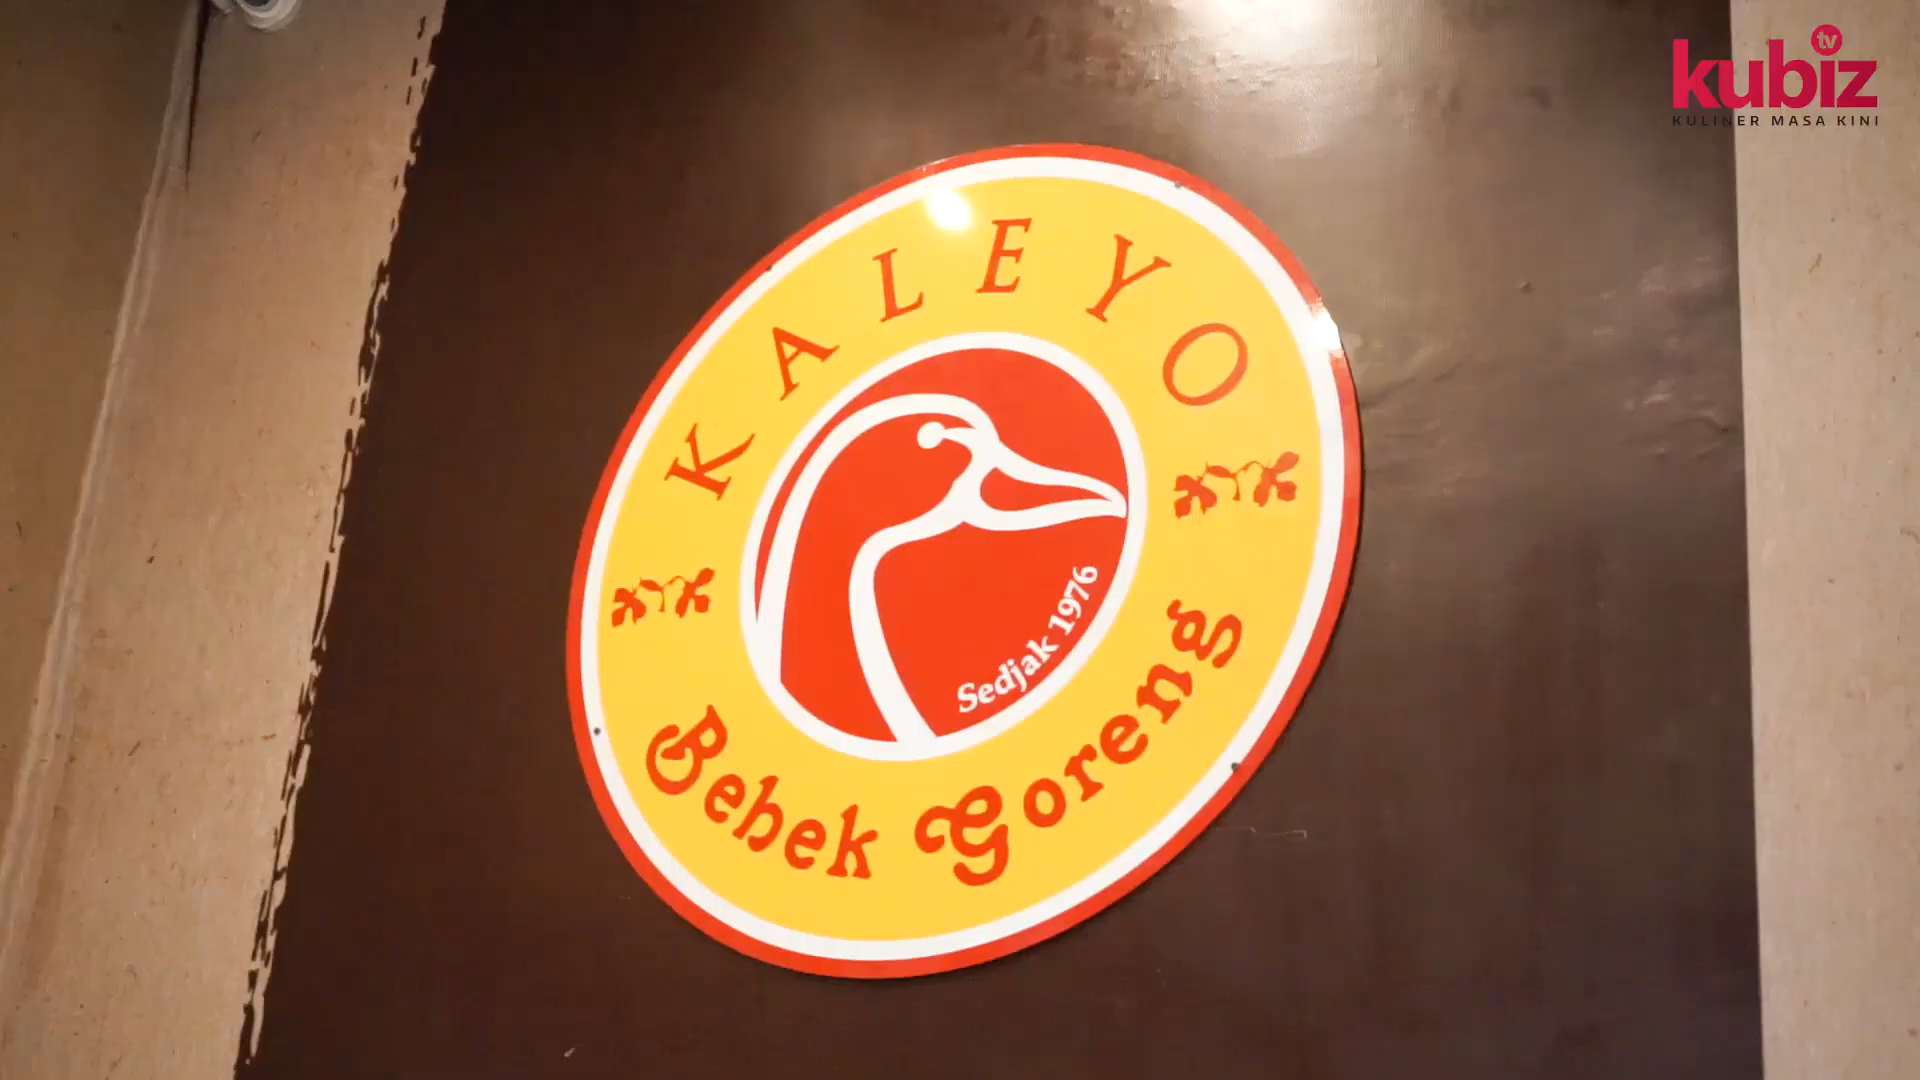 kubiz tv
KULINER MASA KINI
KALEYO
Sedjak 1976
Bebek Goreng